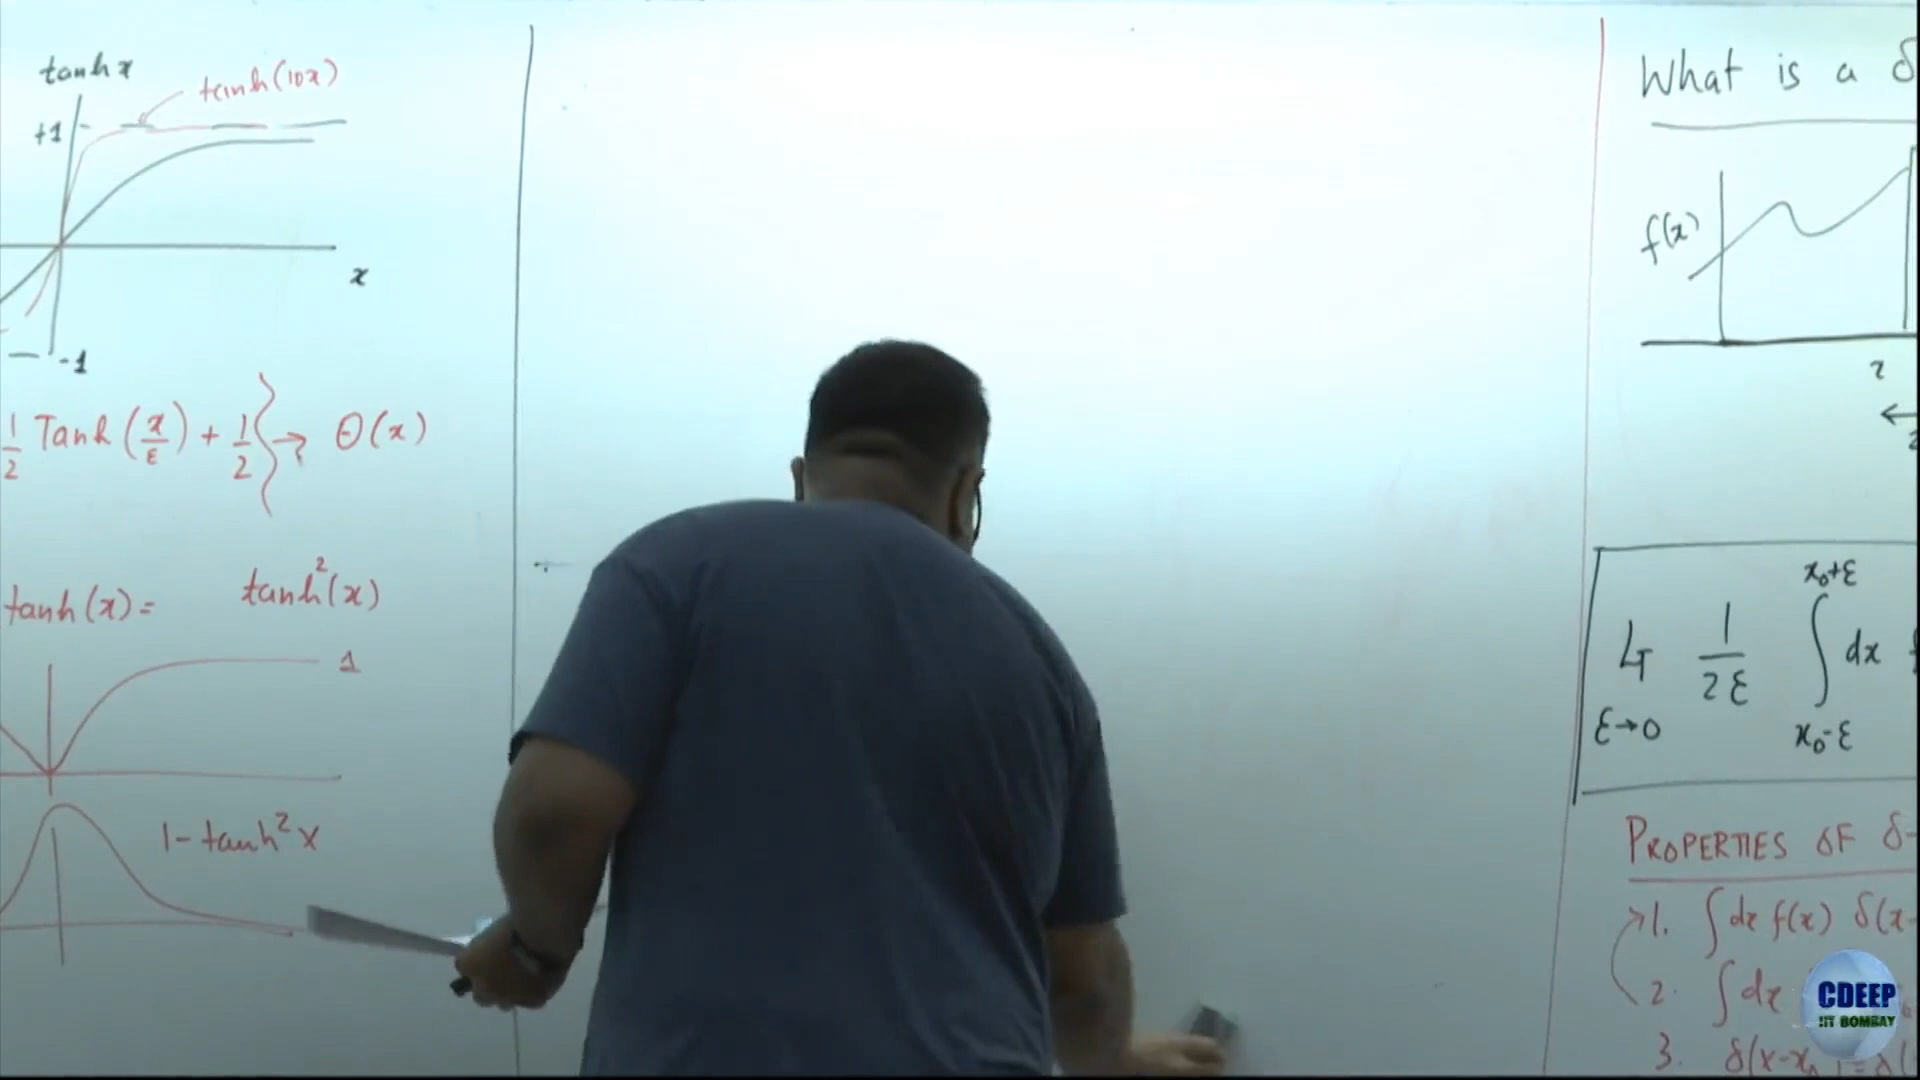 tanh x
tanh(10x)
+1
x
-1
1/2 Tanh (x/ε) + 1/2 } → Θ(x)
tanh(x) = tanh²(x)
1
1 - tanh² x
What is a δ
f(x)
Lt ε→0 1/2ε ∫ x₀-ε x₀+ε dx
PROPERTIES OF δ-
1. ∫ dx f(x) δ(x-
2. ∫ dx
3. δ(x-x₀) =
CDEEP
IIT BOMBAY